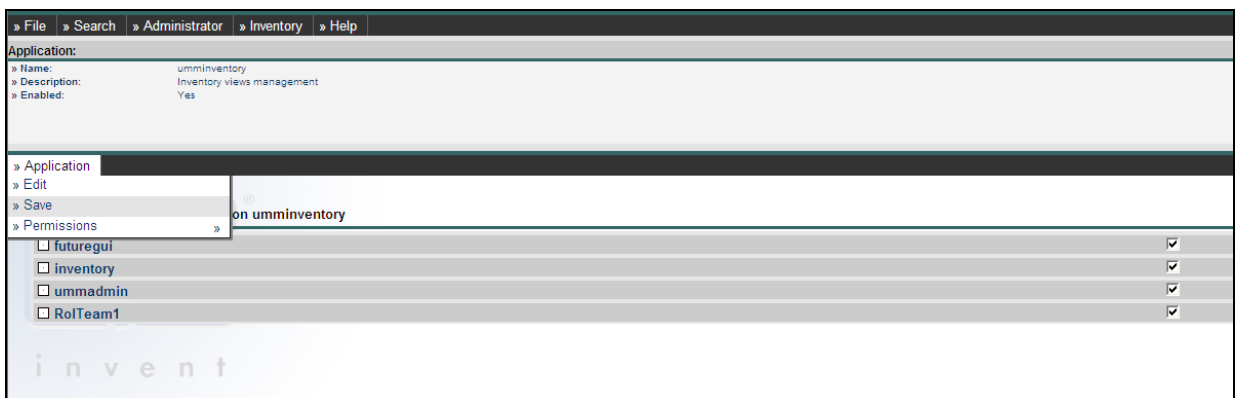 » File » Search » Administrator » Inventory » Help
Application:
» Name: umminventory
» Description: Inventory views management
» Enabled: Yes
» Application
» Edit
» Save
» Permissions »
®
on umminventory
futuregui
inventory
ummadmin
RolTeam1
invent